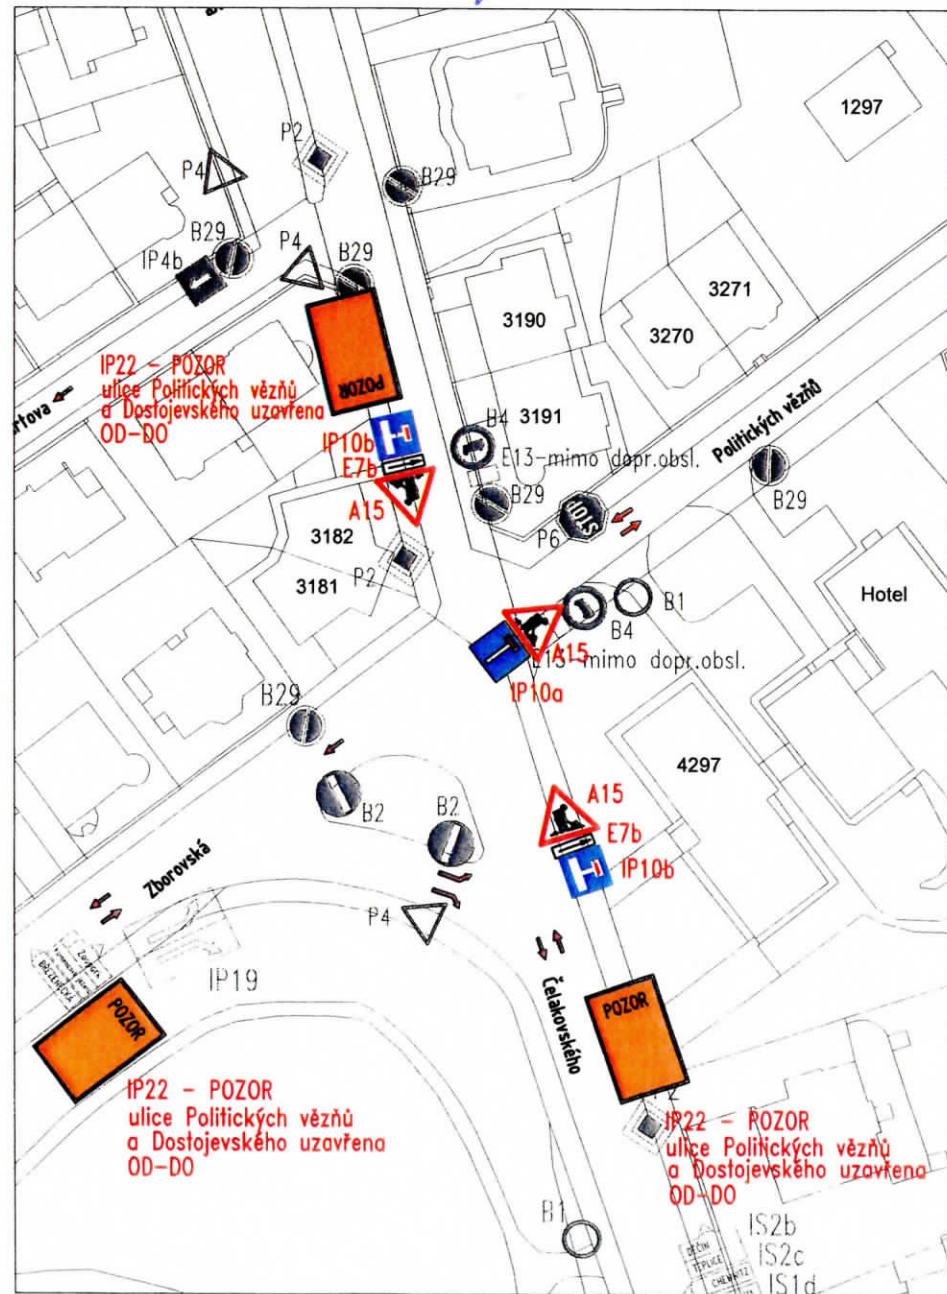 1297
P2
P4
B29
B29
IP4b
P4
B29
3271
3190
3270
POZOR
IP22 - POZOR
ulice Politických vězňů
a Dostojevského uzavřena
OD-DO
B4
3191
Politických vězňů
IP10b
E7b
E13-mimo dopr.obsl.
B29
STOP
P6
B29
A15
3182
P2
3181
Hotel
B1
B4
A15
E13-mimo dopr.obsl.
IP10a
B29
4297
B2
B2
A15
E7b
IP10b
Zborovská
P4
IP19
BŘEZENECKÁ
POZOR
Čelakovského
POZOR
IP22 - POZOR
ulice Politických vězňů
a Dostojevského uzavřena
OD-DO
IP22 - POZOR
ulice Politických vězňů
a Dostojevského uzavřena
OD-DO
B1
IS2b
DĚČÍN
IS2c
TEPLICE
CHEMNITZ
IS1d